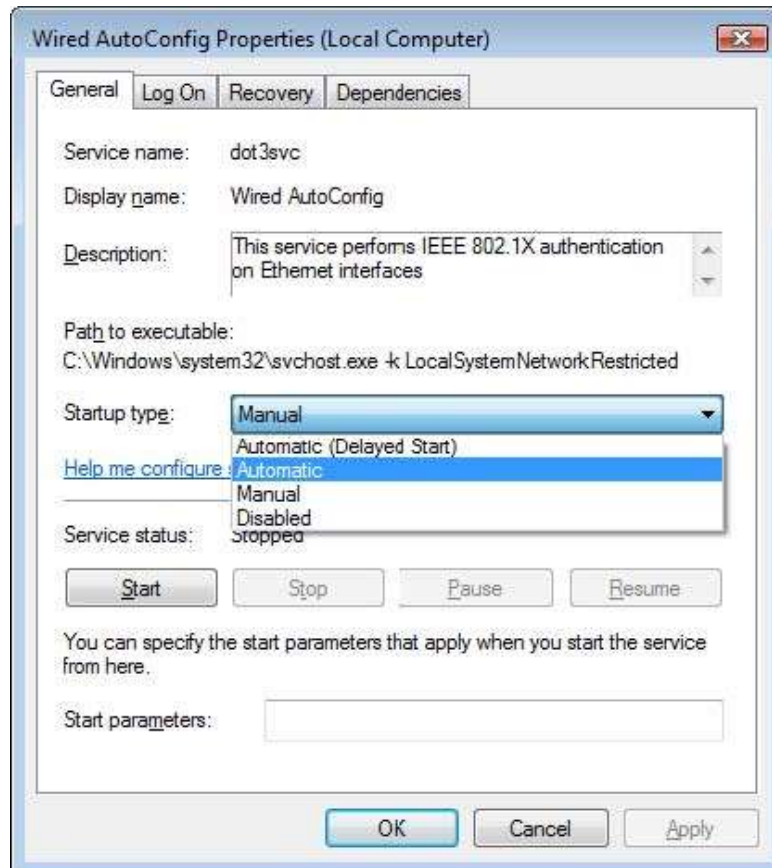 Wired AutoConfig Properties (Local Computer)
General Log On Recovery Dependencies
Service name: dot3svc
Display name: Wired AutoConfig
Description: This service performs IEEE 802.1X authentication
on Ethernet interfaces
Path to executable:
C:\Windows\system32\svchost.exe -k LocalSystemNetworkRestricted
Startup type: Manual
Automatic (Delayed Start)
Help me configure Automatic
Manual
Disabled
Service status: Stopped
Start Stop Pause Resume
You can specify the start parameters that apply when you start the service
from here.
Start parameters:
OK Cancel Apply